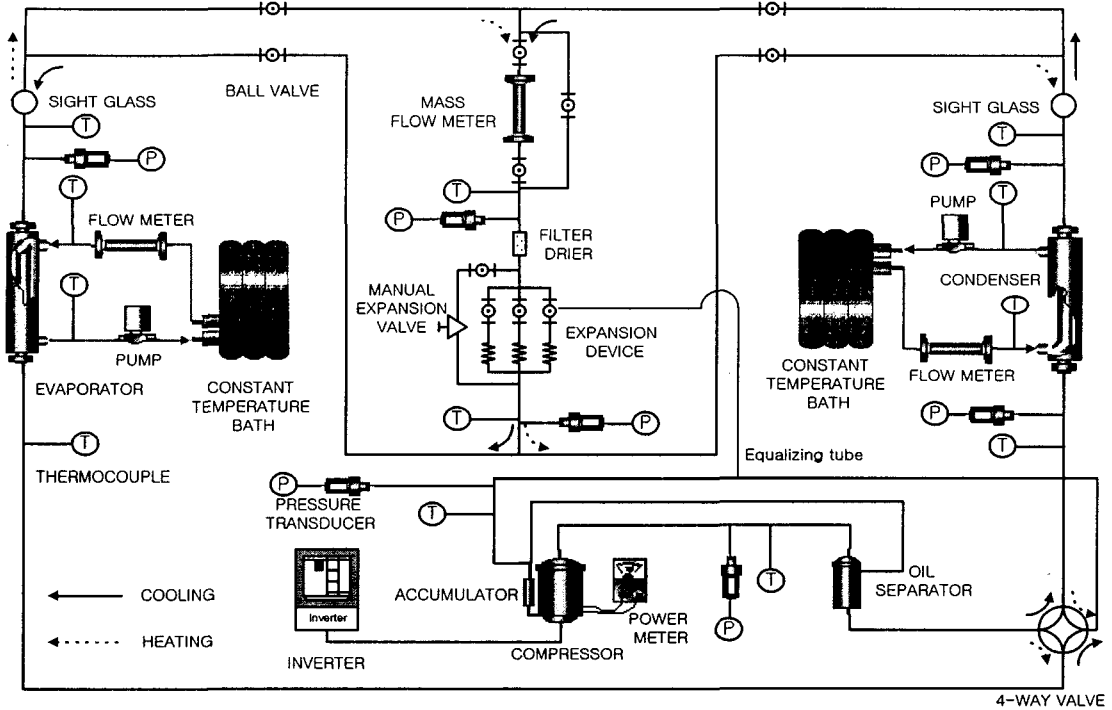 SIGHT GLASS
T
P
T
FLOW METER
T
PUMP
EVAPORATOR
CONSTANT
TEMPERATURE
BATH
T
THERMOCOUPLE
BALL VALVE
MASS
FLOW METER
T
P
FILTER
DRIER
MANUAL
EXPANSION
VALVE
EXPANSION
DEVICE
T
P
SIGHT GLASS
T
P
T
PUMP
CONDENSER
T
CONSTANT
TEMPERATURE
BATH
FLOW METER
P
T
Equalizing tube
P
PRESSURE
TRANSDUCER
T
ACCUMULATOR
COMPRESSOR
POWER
METER
P
T
OIL
SEPARATOR
Inverter
INVERTER
COOLING
HEATING
4-WAY VALVE